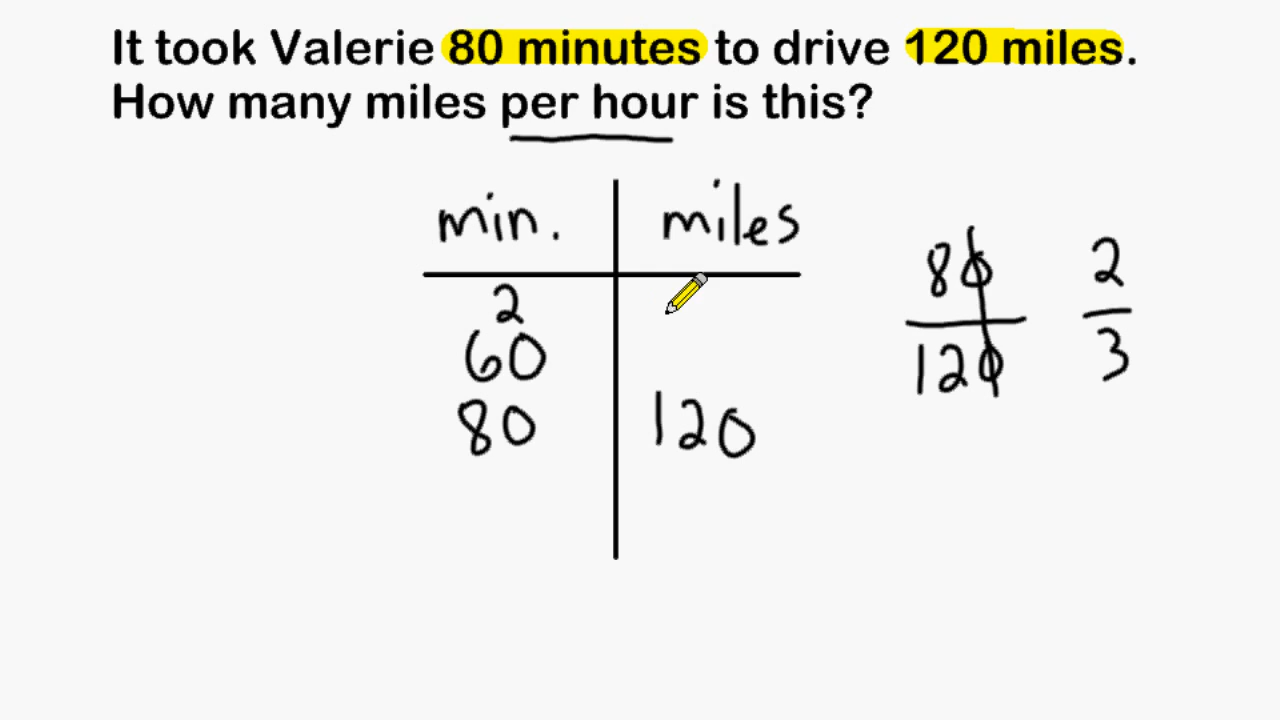 It took Valerie 80 minutes to drive 120 miles.
How many miles per hour is this?
min. miles
2
60
80 120
80
120
2
3